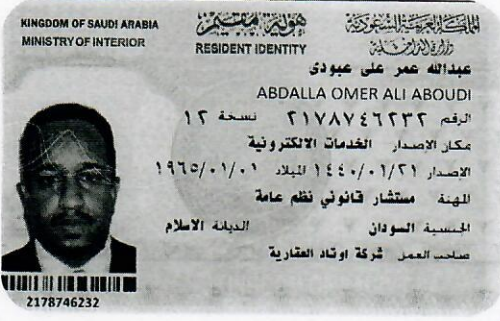 KINGDOM OF SAUDI ARABIA
MINISTRY OF INTERIOR
هوية مقيم
RESIDENT IDENTITY
المملكة العربية السعودية
وزارة الداخلية
عبدالله عمر على عبودى
ABDALLA OMER ALI ABOUDI
الرقم ٢١٧٨٧٤٦٢٣٢ نسخة ١٢
مكان الإصدار الخدمات الالكترونية
الإصدار ١٤٤٠/٠١/٢١ الميلاد ١٩٦٥/٠١/٠١
المهنة مستشار قانوني نظم عامة
الجنسية السودان الديانة الاسلام
صاحب العمل شركة اوتاد العقارية
2178746232